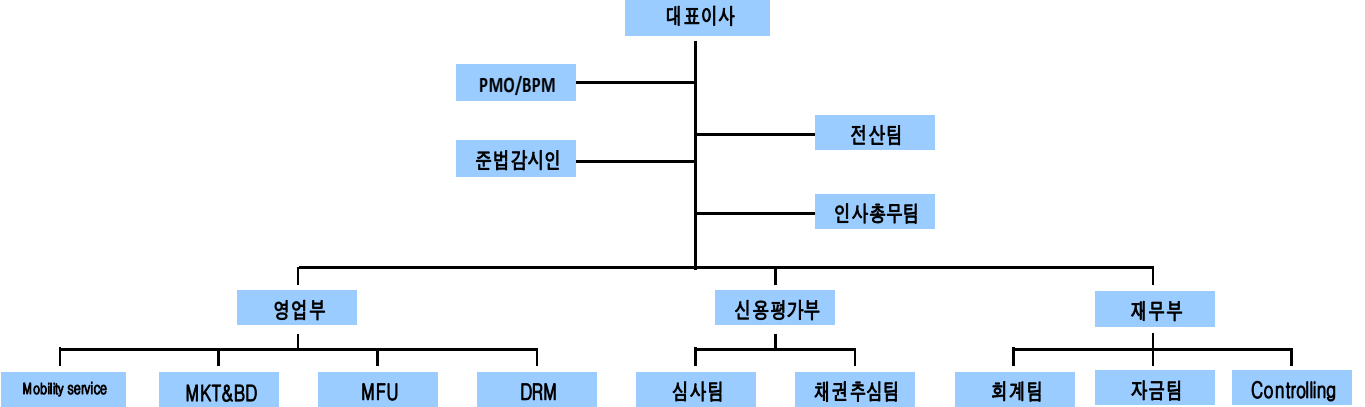 대표이사
PMO/BPM
전산팀
준법감시인
인사총무팀
영업부
신용평가부
재무부
Mobility service
MKT&BD
MFU
DRM
심사팀
채권추심팀
회계팀
자금팀
Controlling